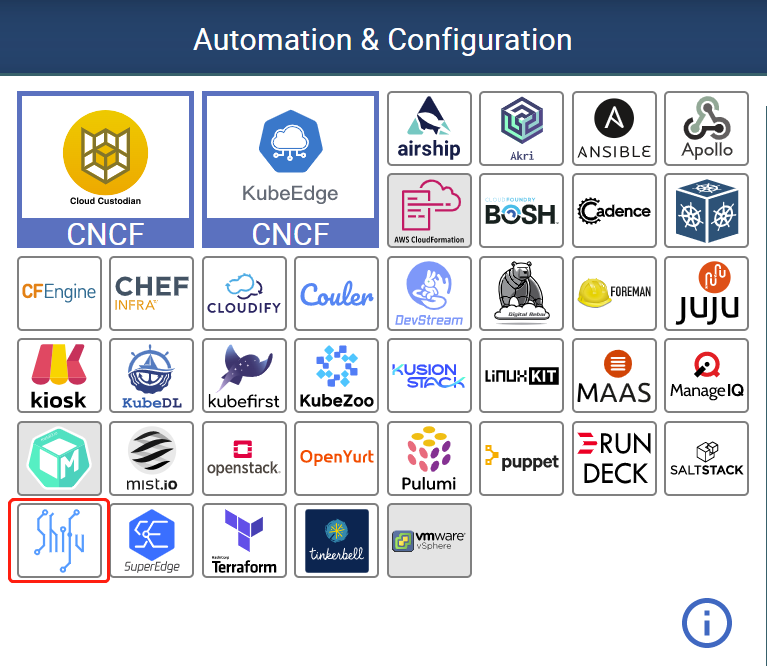 Automation & Configuration
Cloud Custodian
CNCF
KubeEdge
CNCF
airship
Akri
ANSIBLE
Apollo
AWS CloudFormation
CLOUD FOUNDRY
BOSH
Cadence
CFEngine
CHEF
INFRA
CLOUDIFY
Couler
DevStream
Digital Rebar
FOREMAN
JUJU
kiosk
KubeDL
kubefirst
KubeZoo
KUSION
STACK
LINUXKIT
MAAS
ManageIQ
M
mist.io
openstack.
OpenYurt
Pulumi
puppet
RUN
DECK
SALTSTACK
Shifu
SuperEdge
HashiCorp
Terraform
tinkerbell
vmware
vSphere